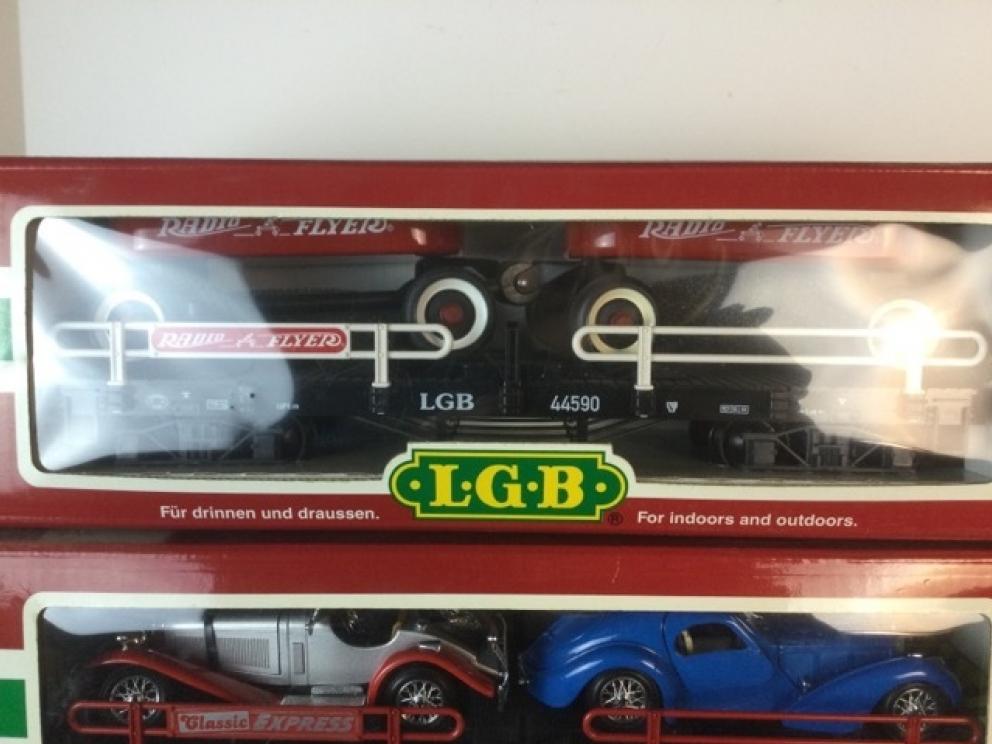 RADIO FLYER®
RADIO FLYER
RADIO FLYER
LGB 44590
L·G·B
®
Für drinnen und draussen.
For indoors and outdoors.
Classic EXPRESS